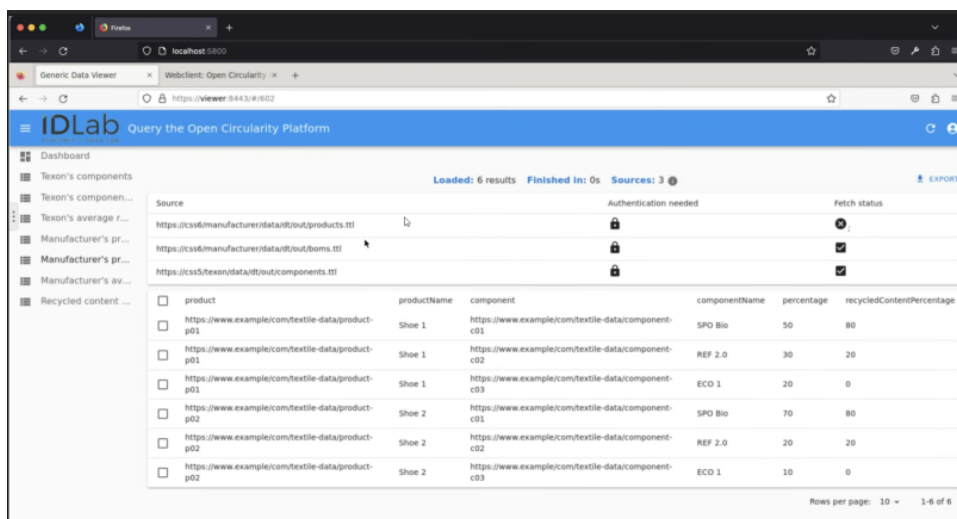 Firefox
localhost:5800
Generic Data Viewer
Webclient: Open Circularity
https://viewer:8443/#/602
IDLab Query the Open Circularity Platform
Dashboard
Texon's components
Texon's componen...
Texon's average r...
Manufacturer's pr...
Manufacturer's pr...
Manufacturer's av...
Recycled content ...
Loaded: 6 results Finished in: 0s Sources: 3
EXPORT
Source Authentication needed Fetch status
https://css6/manufacturer/data/dt/out/products.ttl
https://css6/manufacturer/data/dt/out/boms.ttl
https://css5/texon/data/dt/out/components.ttl
product productName component componentName percentage recycledContentPercentage
https://www.example/com/textile-data/product-p01 Shoe 1 https://www.example/com/textile-data/component-c01 SPO Bio 50 80
https://www.example/com/textile-data/product-p01 Shoe 1 https://www.example/com/textile-data/component-c02 REF 2.0 30 20
https://www.example/com/textile-data/product-p01 Shoe 1 https://www.example/com/textile-data/component-c03 ECO 1 20 0
https://www.example/com/textile-data/product-p02 Shoe 2 https://www.example/com/textile-data/component-c01 SPO Bio 70 80
https://www.example/com/textile-data/product-p02 Shoe 2 https://www.example/com/textile-data/component-c02 REF 2.0 20 20
https://www.example/com/textile-data/product-p02 Shoe 2 https://www.example/com/textile-data/component-c03 ECO 1 10 0
Rows per page: 10 1-6 of 6